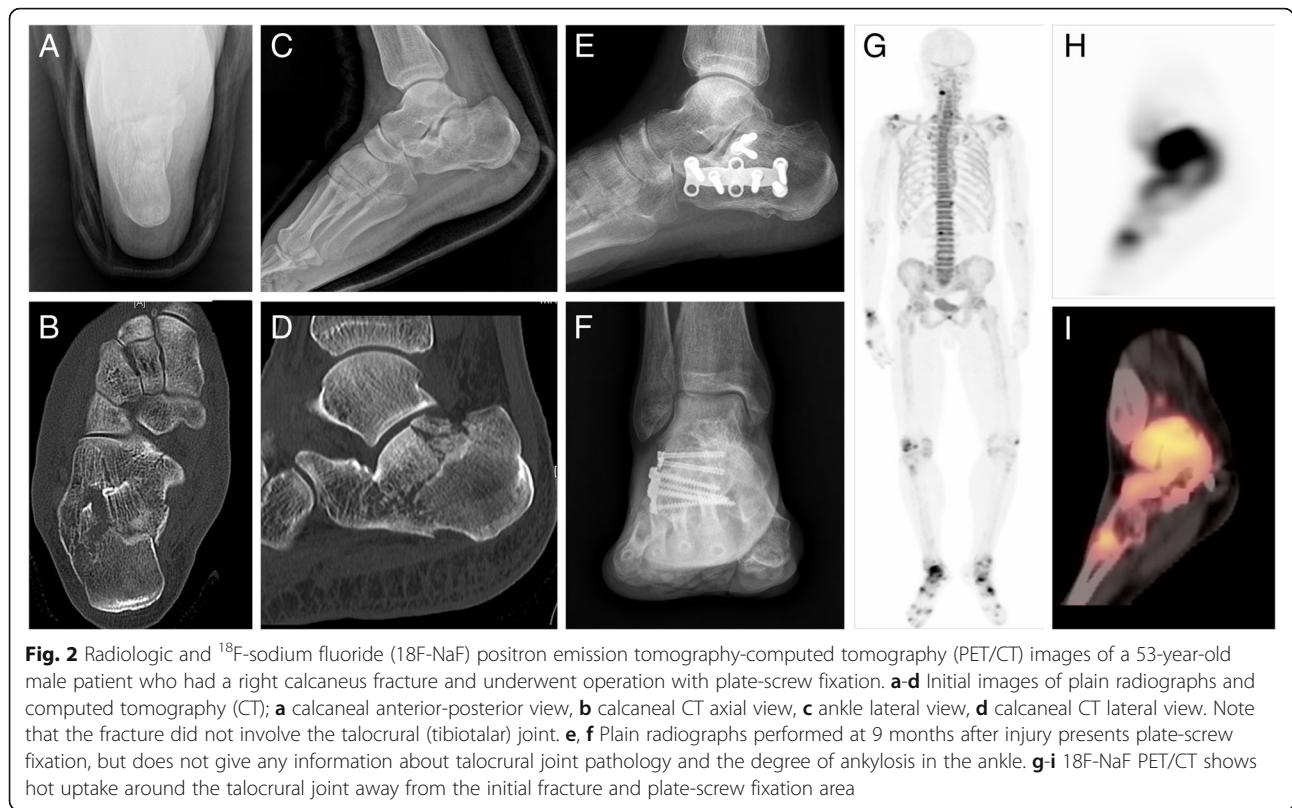 A
C
E
G
H
[A]
B
D
F
I
Fig. 2 Radiologic and ¹⁸F-sodium fluoride (18F-NaF) positron emission tomography-computed tomography (PET/CT) images of a 53-year-old
male patient who had a right calcaneus fracture and underwent operation with plate-screw fixation. a-d Initial images of plain radiographs and
computed tomography (CT); a calcaneal anterior-posterior view, b calcaneal CT axial view, c ankle lateral view, d calcaneal CT lateral view. Note
that the fracture did not involve the talocrural (tibiotalar) joint. e, f Plain radiographs performed at 9 months after injury presents plate-screw
fixation, but does not give any information about talocrural joint pathology and the degree of ankylosis in the ankle. g-i 18F-NaF PET/CT shows
hot uptake around the talocrural joint away from the initial fracture and plate-screw fixation area